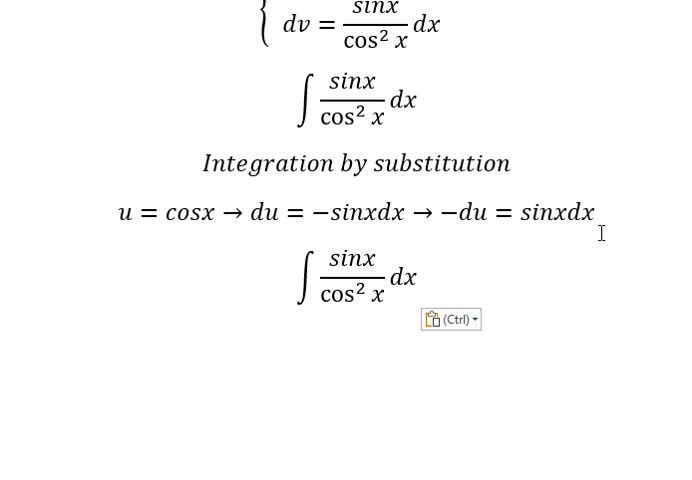 { dv = sinx/cos² x dx
∫ sinx/cos² x dx
Integration by substitution
u = cosx → du = −sinxdx → −du = sinxdx
∫ sinx/cos² x dx
(Ctrl)